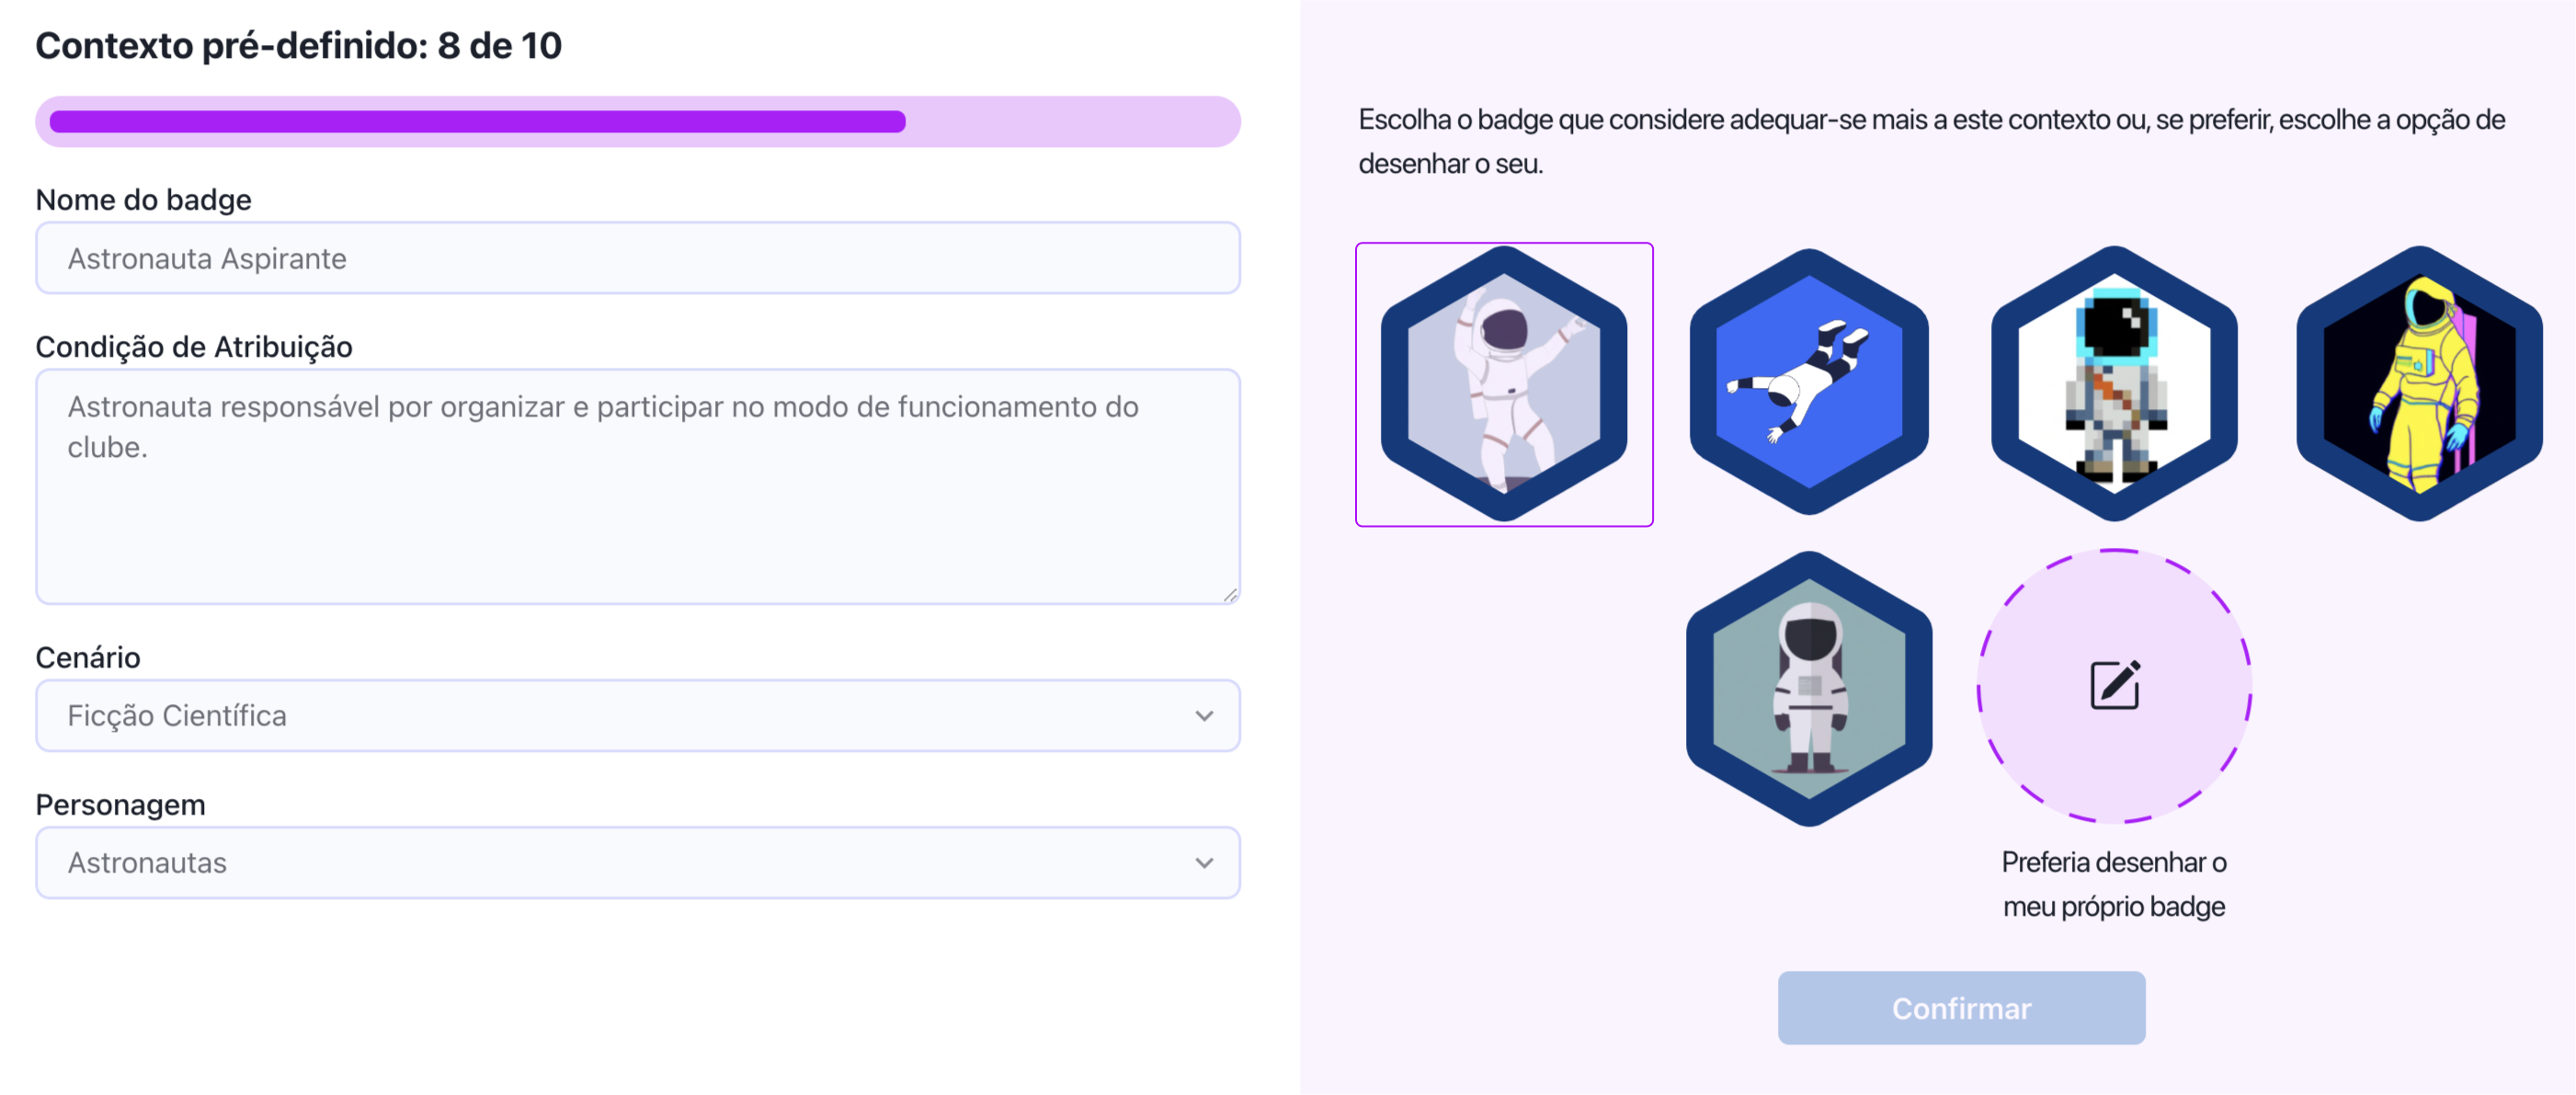 Contexto pré-definido: 8 de 10
Nome do badge
Astronauta Aspirante
Condição de Atribuição
Astronauta responsável por organizar e participar no modo de funcionamento do
clube.
Cenário
Ficção Científica
Personagem
Astronautas
Escolha o badge que considere adequar-se mais a este contexto ou, se preferir, escolhe a opção de
desenhar o seu.
Preferia desenhar o
meu próprio badge
Confirmar